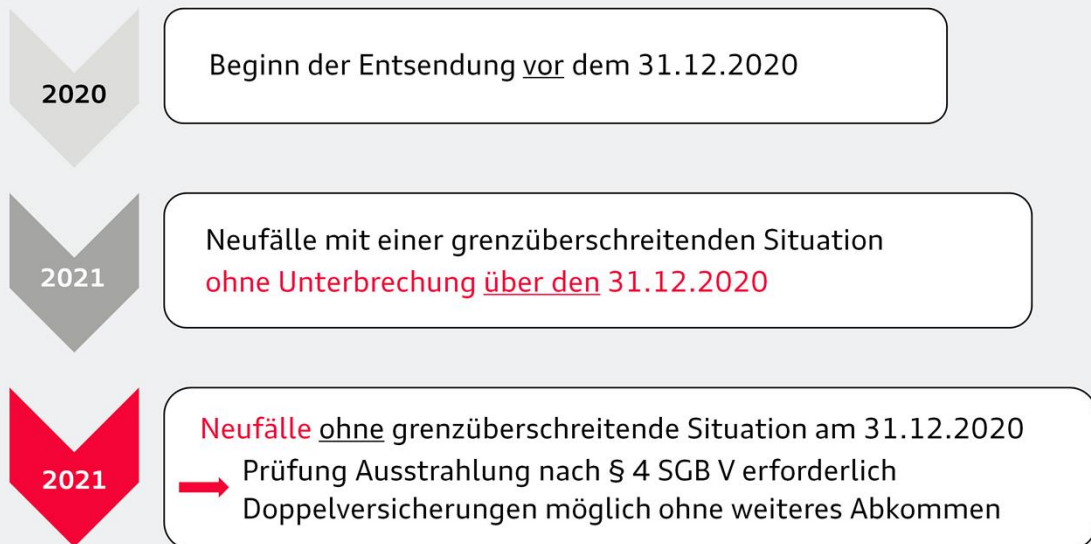 2020
Beginn der Entsendung vor dem 31.12.2020
2021
Neufälle mit einer grenzüberschreitenden Situation
ohne Unterbrechung über den 31.12.2020
2021
Neufälle ohne grenzüberschreitende Situation am 31.12.2020
Prüfung Ausstrahlung nach § 4 SGB V erforderlich
Doppelversicherungen möglich ohne weiteres Abkommen